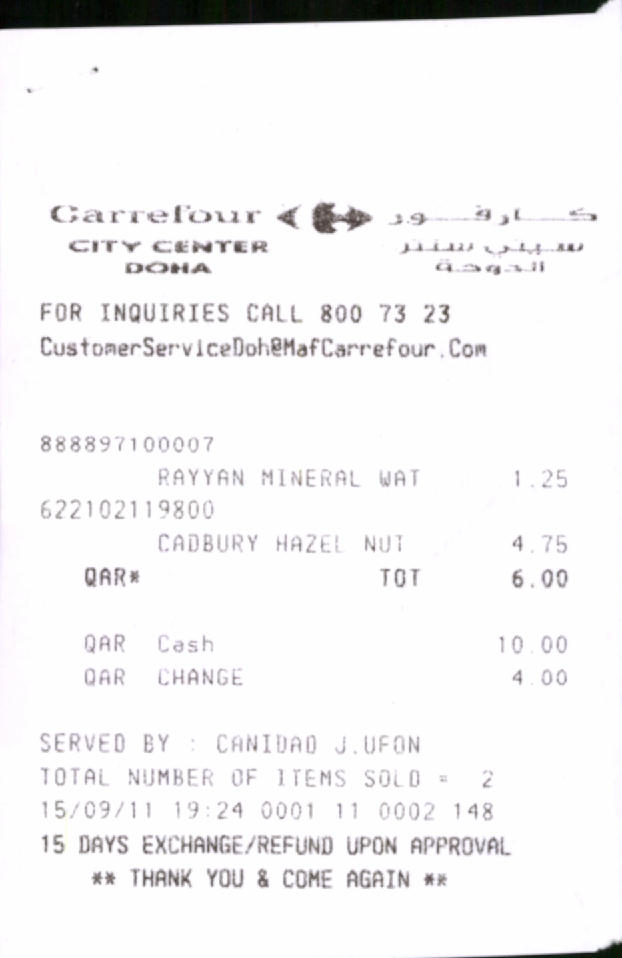 Carrefour كارفور
CITY CENTER سيتي سنتر
DOHA الدوحة
FOR INQUIRIES CALL 800 73 23
CustomerServiceDoh@MafCarrefour.Com
888897100007
RAYYAN MINERAL WAT 1.25
622102119800
CADBURY HAZEL NUT 4.75
QAR* TOT 6.00
QAR Cash 10.00
QAR CHANGE 4.00
SERVED BY : CANIDAD J.UFON
TOTAL NUMBER OF ITEMS SOLD = 2
15/09/11 19:24 0001 11 0002 148
15 DAYS EXCHANGE/REFUND UPON APPROVAL
** THANK YOU & COME AGAIN **